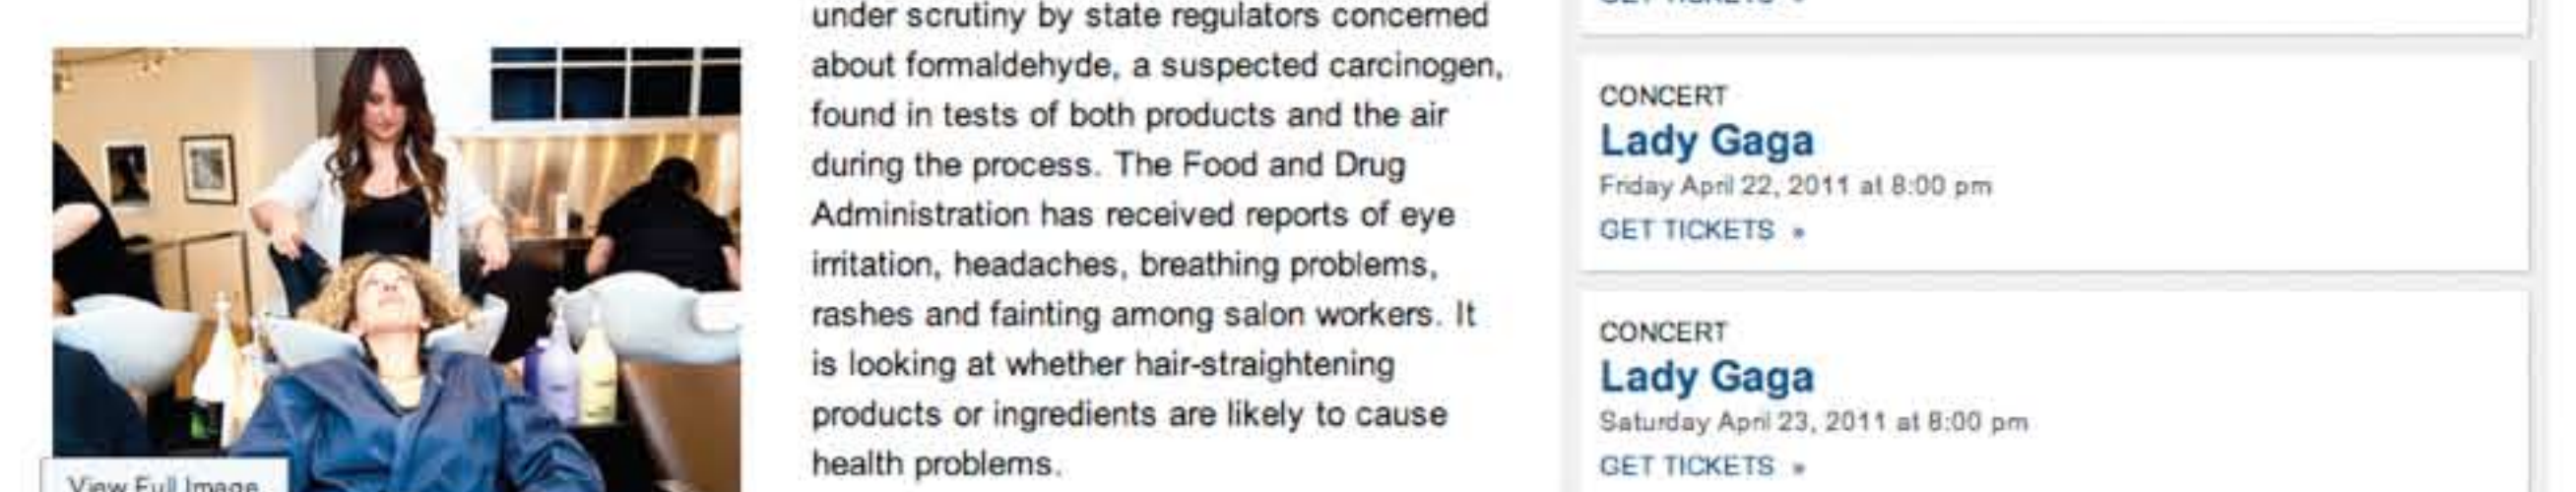 under scrutiny by state regulators concerned
about formaldehyde, a suspected carcinogen,
found in tests of both products and the air
during the process. The Food and Drug
Administration has received reports of eye
irritation, headaches, breathing problems,
rashes and fainting among salon workers. It
is looking at whether hair-straightening
products or ingredients are likely to cause
health problems.
View Full Image
GET TICKETS »
CONCERT
Lady Gaga
Friday April 22, 2011 at 8:00 pm
GET TICKETS »
CONCERT
Lady Gaga
Saturday April 23, 2011 at 8:00 pm
GET TICKETS »